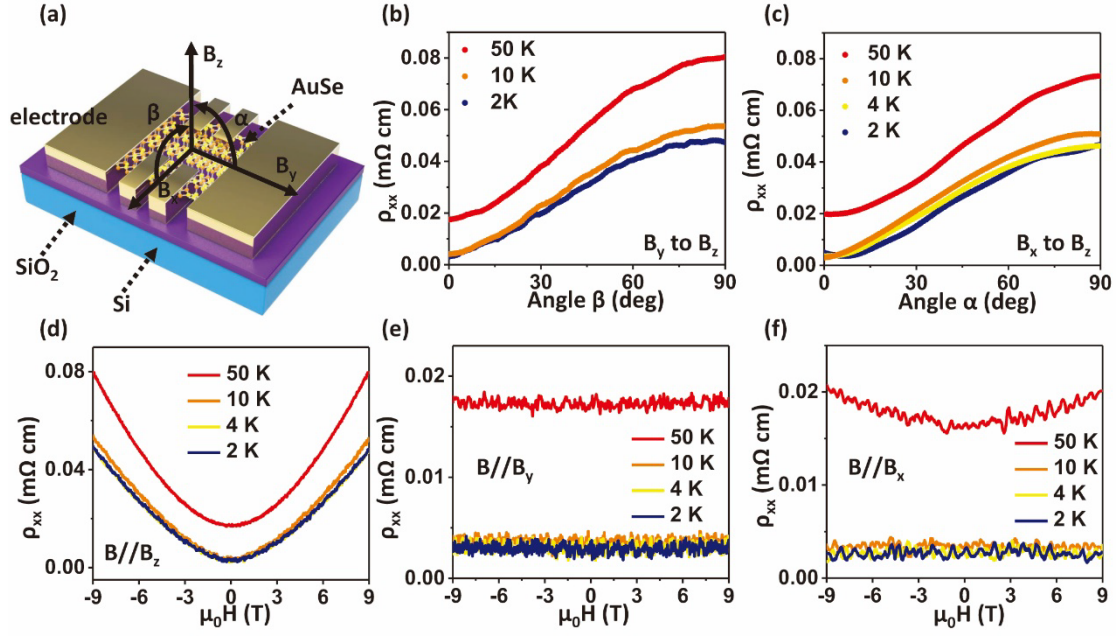 (a)
B_z
AuSe
electrode
β
α
B_y
SiO₂
Si
(b)
ρ_xx (mΩ cm)
0.08
0.06
0.04
0.02
0.00
50 K
10 K
2K
B_y to B_z
0 30 60 90
Angle β (deg)
(c)
ρ_xx (mΩ cm)
0.08
0.06
0.04
0.02
0.00
50 K
10 K
4 K
2 K
B_x to B_z
0 30 60 90
Angle α (deg)
(d)
ρ_xx (mΩ cm)
0.08
0.04
0.00
50 K
10 K
4 K
2 K
B//B_z
-9 -6 -3 0 3 6 9
μ₀H (T)
(e)
ρ_xx (mΩ cm)
0.02
0.01
0.00
50 K
B//B_y
10 K
4 K
2 K
-9 -6 -3 0 3 6 9
μ₀H (T)
(f)
ρ_xx (mΩ cm)
0.02
0.01
0.00
B//B_x
50 K
10 K
4 K
2 K
-9 -6 -3 0 3 6 9
μ₀H (T)